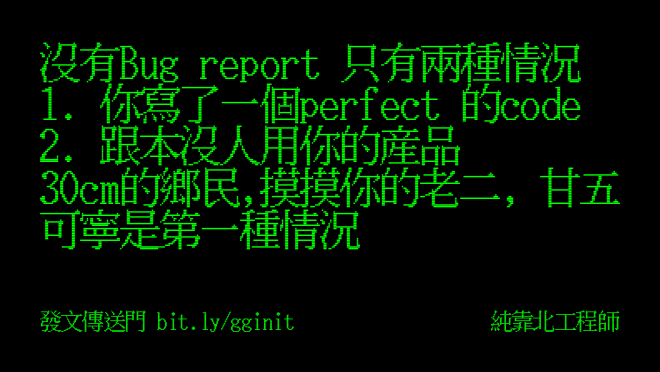 沒有Bug report 只有兩種情況
1. 你寫了一個perfect 的code
2. 跟本沒人用你的產品
30cm的鄉民,摸摸你的老二, 甘五
可寧是第一種情況
發文傳送門 bit.ly/gginit
純靠北工程師